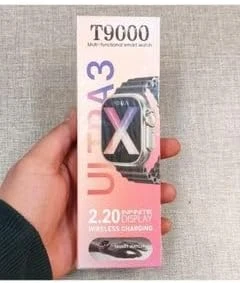 T9000
Multi-functional smart watch
ULTRA3
2.20 INFINITE
DISPLAY
WIRELESS CHARGING